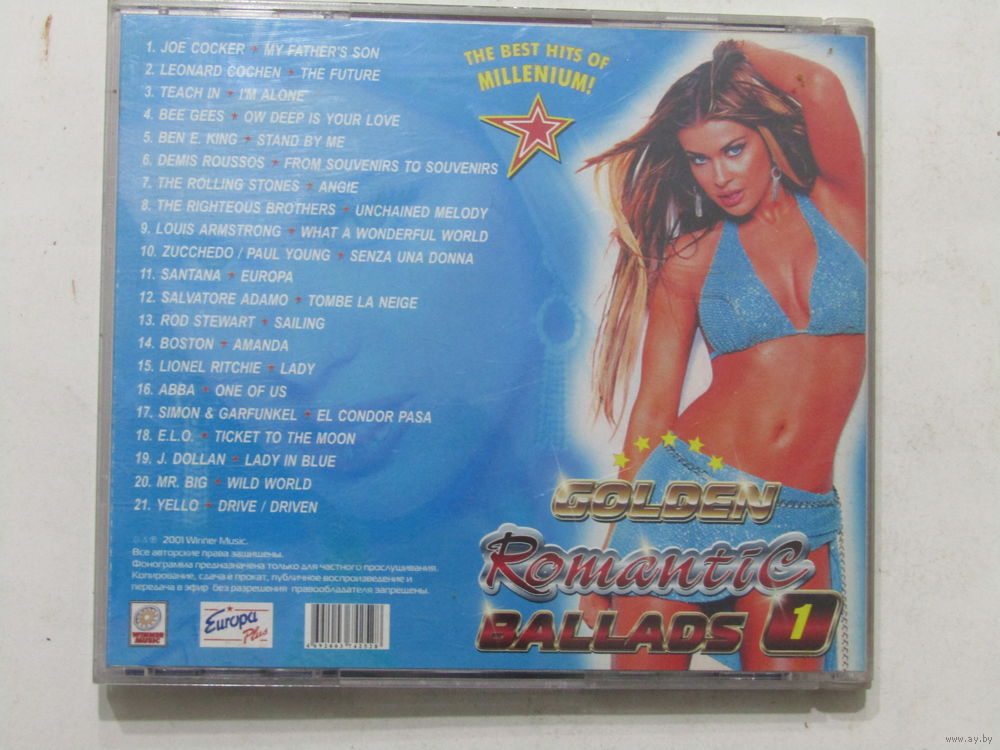 1. JOE COCKER * MY FATHER'S SON
2. LEONARD COCHEN * THE FUTURE
3. TEACH IN * I'M ALONE
4. BEE GEES * OW DEEP IS YOUR LOVE
5. BEN E. KING * STAND BY ME
6. DEMIS ROUSSOS * FROM SOUVENIRS TO SOUVENIRS
7. THE ROLLING STONES * ANGIE
8. THE RIGHTEOUS BROTHERS * UNCHAINED MELODY
9. LOUIS ARMSTRONG * WHAT A WONDERFUL WORLD
10. ZUCCHEDO / PAUL YOUNG * SENZA UNA DONNA
11. SANTANA * EUROPA
12. SALVATORE ADAMO * TOMBE LA NEIGE
13. ROD STEWART * SAILING
14. BOSTON * AMANDA
15. LIONEL RITCHIE * LADY
16. ABBA * ONE OF US
17. SIMON & GARFUNKEL * EL CONDOR PASA
18. E.L.O. * TICKET TO THE MOON
19. J. DOLLAN * LADY IN BLUE
20. MR. BIG * WILD WORLD
21. YELLO * DRIVE / DRIVEN
THE BEST HITS OF
MILLENIUM!
GOLDEN
Romantic
BALLADS 1
2001 Winner Music.
Все авторские права защищены.
Фонограмма предназначена только для частного прослушивания.
Копирование, сдача в прокат, публичное воспроизведение и
передача в эфир без разрешения правообладателя запрещены.
WINNER
MUSIC
Europa
Plus
www.ay.by